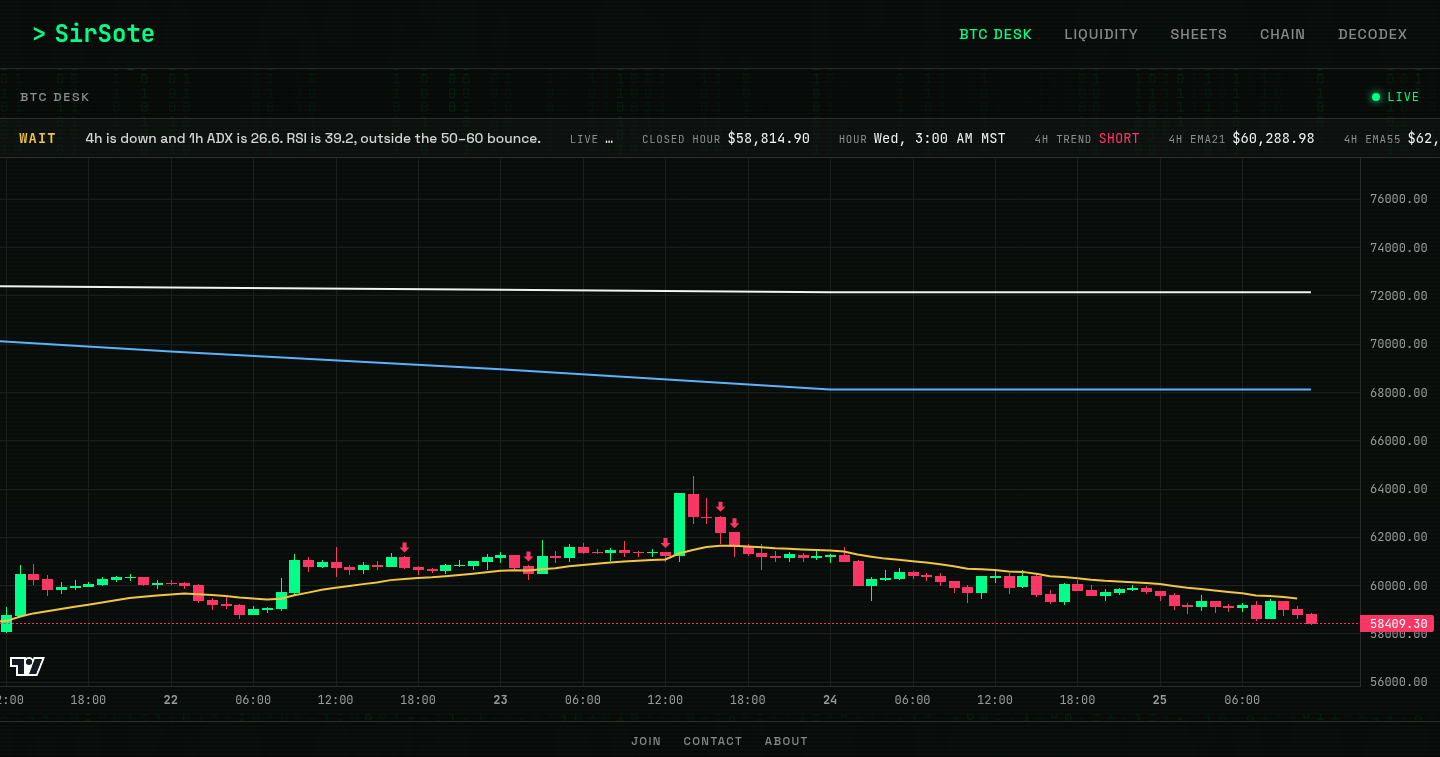 > SirSote
BTC DESK LIQUIDITY SHEETS CHAIN DECODEX
BTC DESK
LIVE
WAIT 4h is down and 1h ADX is 26.6. RSI is 39.2, outside the 50–60 bounce. LIVE … CLOSED HOUR $58,814.90 HOUR Wed, 3:00 AM MST 4H TREND SHORT 4H EMA21 $60,288.98 4H EMA55 $62,
76000.00
74000.00
72000.00
70000.00
68000.00
66000.00
64000.00
62000.00
60000.00
58409.30
58000.00
56000.00
2:00 18:00 22 06:00 12:00 18:00 23 06:00 12:00 18:00 24 06:00 12:00 18:00 25 06:00
JOIN CONTACT ABOUT